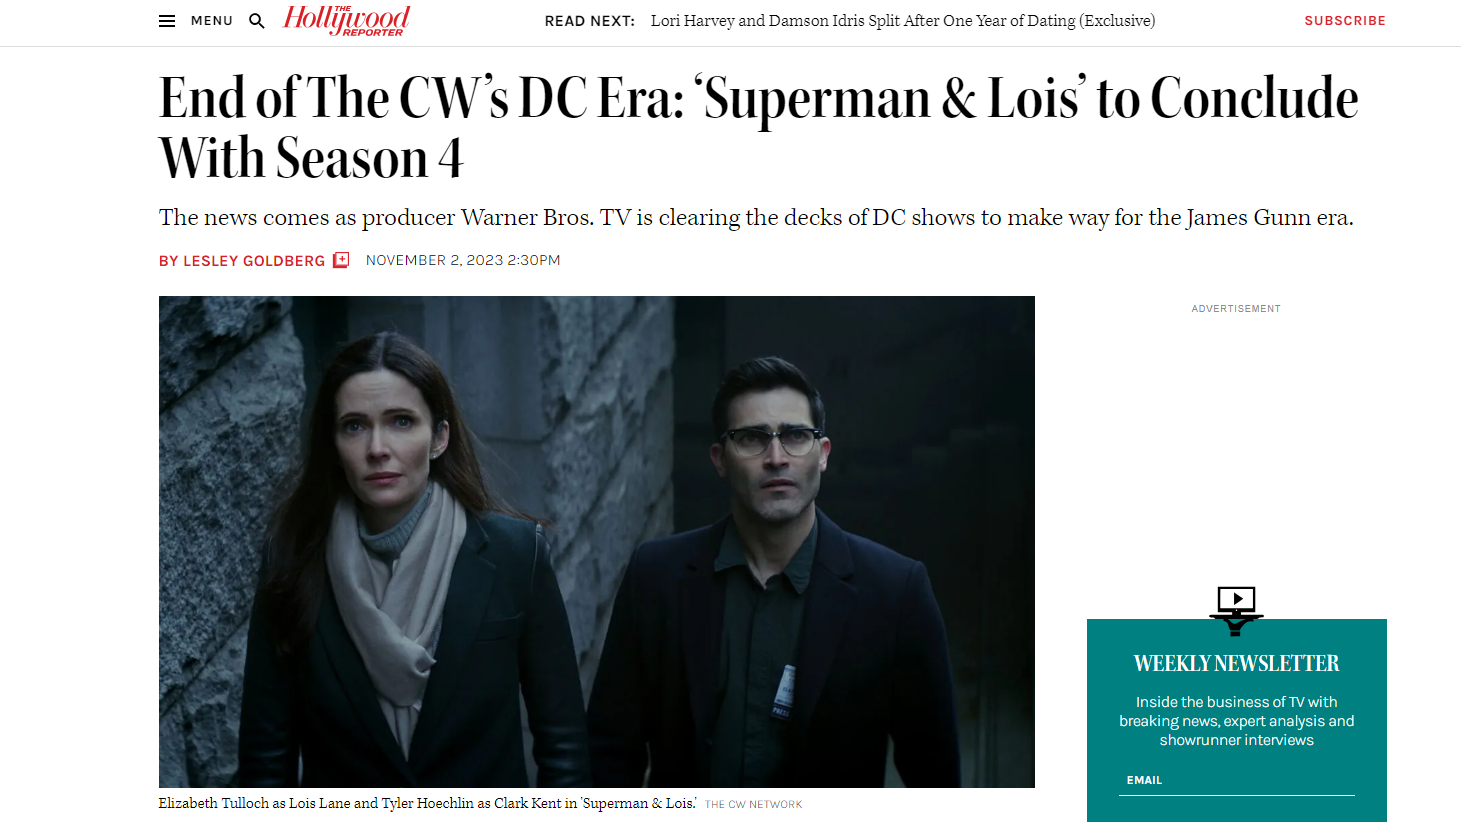 MENU
THE
Hollywood
REPORTER
READ NEXT: Lori Harvey and Damson Idris Split After One Year of Dating (Exclusive)
SUBSCRIBE
End of The CW’s DC Era: ‘Superman & Lois’ to Conclude
With Season 4
The news comes as producer Warner Bros. TV is clearing the decks of DC shows to make way for the James Gunn era.
BY LESLEY GOLDBERG
NOVEMBER 2, 2023 2:30PM
ADVERTISEMENT
PRESS
Elizabeth Tulloch as Lois Lane and Tyler Hoechlin as Clark Kent in 'Superman & Lois.' THE CW NETWORK
WEEKLY NEWSLETTER
Inside the business of TV with
breaking news, expert analysis and
showrunner interviews
EMAIL